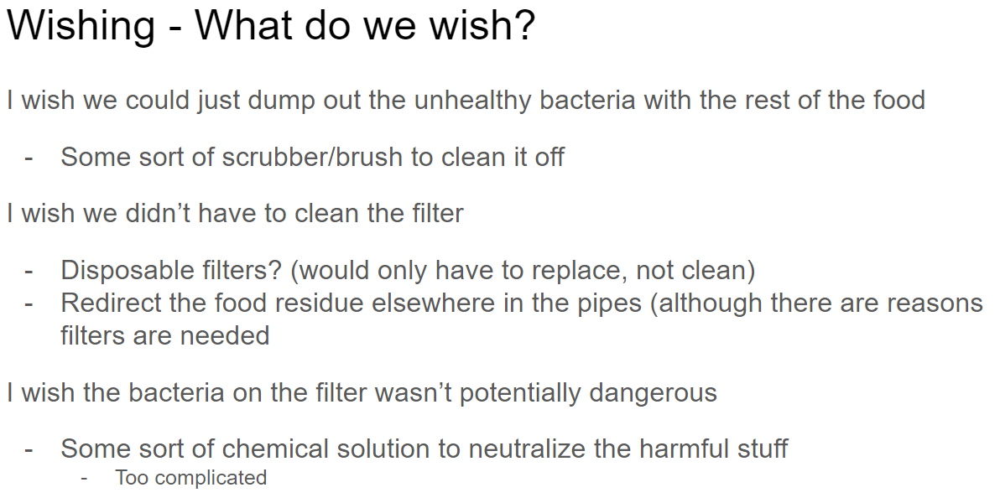 Wishing - What do we wish?
I wish we could just dump out the unhealthy bacteria with the rest of the food
- Some sort of scrubber/brush to clean it off
I wish we didn’t have to clean the filter
- Disposable filters? (would only have to replace, not clean)
- Redirect the food residue elsewhere in the pipes (although there are reasons
filters are needed
I wish the bacteria on the filter wasn’t potentially dangerous
- Some sort of chemical solution to neutralize the harmful stuff
- Too complicated